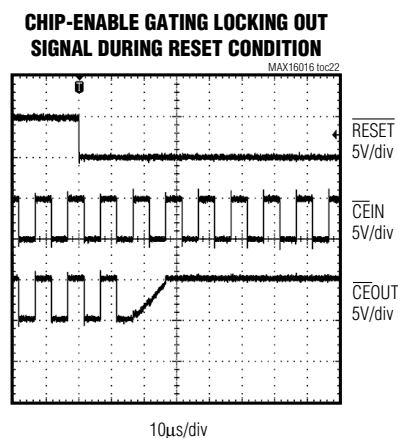 CHIP-ENABLE GATING LOCKING OUT
SIGNAL DURING RESET CONDITION
MAX16016 toc22
T
RESET
5V/div
CEIN
5V/div
CEOUT
5V/div
10µs/div